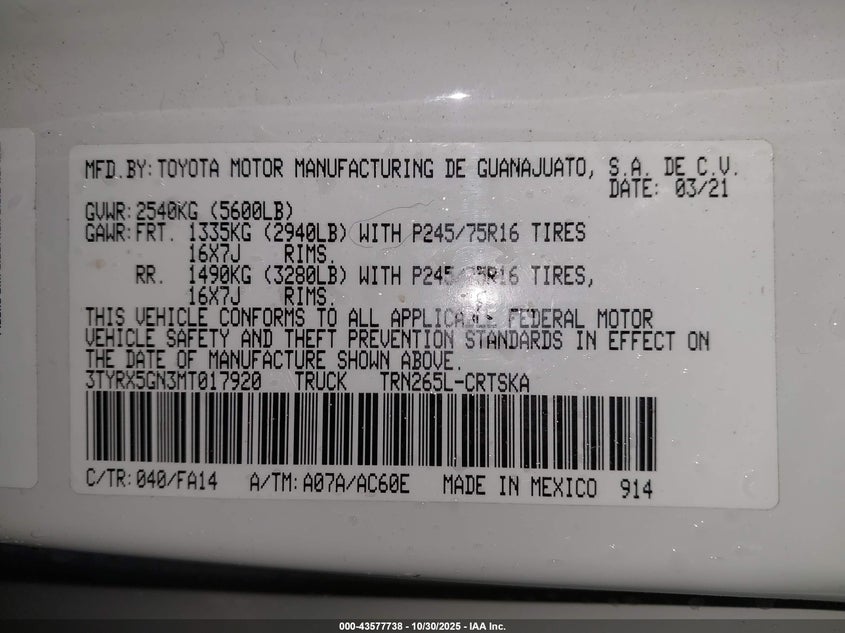 MFD.BY:TOYOTA MOTOR MANUFACTURING DE GUANAJUATO, S.A. DE C.V.
DATE: 03/21
GVWR:2540KG (5600LB)
GAWR:FRT. 1335KG (2940LB) WITH P245/75R16 TIRES
16X7J RIMS.
RR. 1490KG (3280LB) WITH P245/75R16 TIRES,
16X7J RIMS.
THIS VEHICLE CONFORMS TO ALL APPLICABLE FEDERAL MOTOR
VEHICLE SAFETY AND THEFT PREVENTION STANDARDS IN EFFECT ON
THE DATE OF MANUFACTURE SHOWN ABOVE.
3TYRX5GN3MT017920 TRUCK TRN265L-CRTSKA
C/TR:040/FA14 A/TM:A07A/AC60E MADE IN MEXICO 914
000-43577738 - 10/30/2025 - IAA Inc.